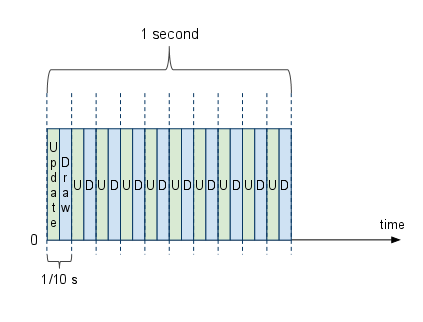 1 second
Update
Draw
U D U D U D U D U D U D U D U D U D
0
time
1/10 s